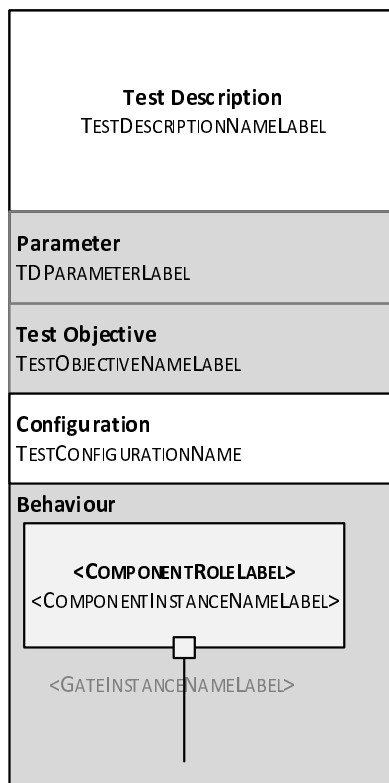 Test Description
TESTDESCRIPTIONNAMELABEL
Parameter
TDPARAMETERLABEL
Test Objective
TESTOBJECTIVENAMELABEL
Configuration
TESTCONFIGURATIONNAME
Behaviour
<COMPONENTROLELABEL>
<COMPONENTINSTANCENAMELABEL>
<GATEINSTANCENAMELABEL>